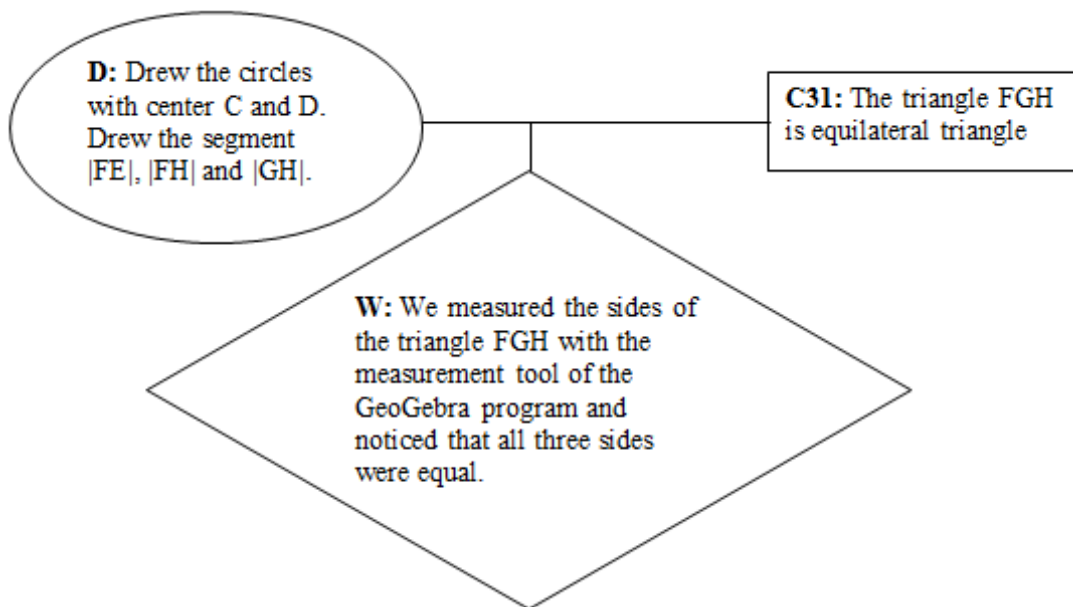 D: Drew the circles
with center C and D.
Drew the segment
|FE|, |FH| and |GH|.
C31: The triangle FGH
is equilateral triangle
W: We measured the sides of
the triangle FGH with the
measurement tool of the
GeoGebra program and
noticed that all three sides
were equal.